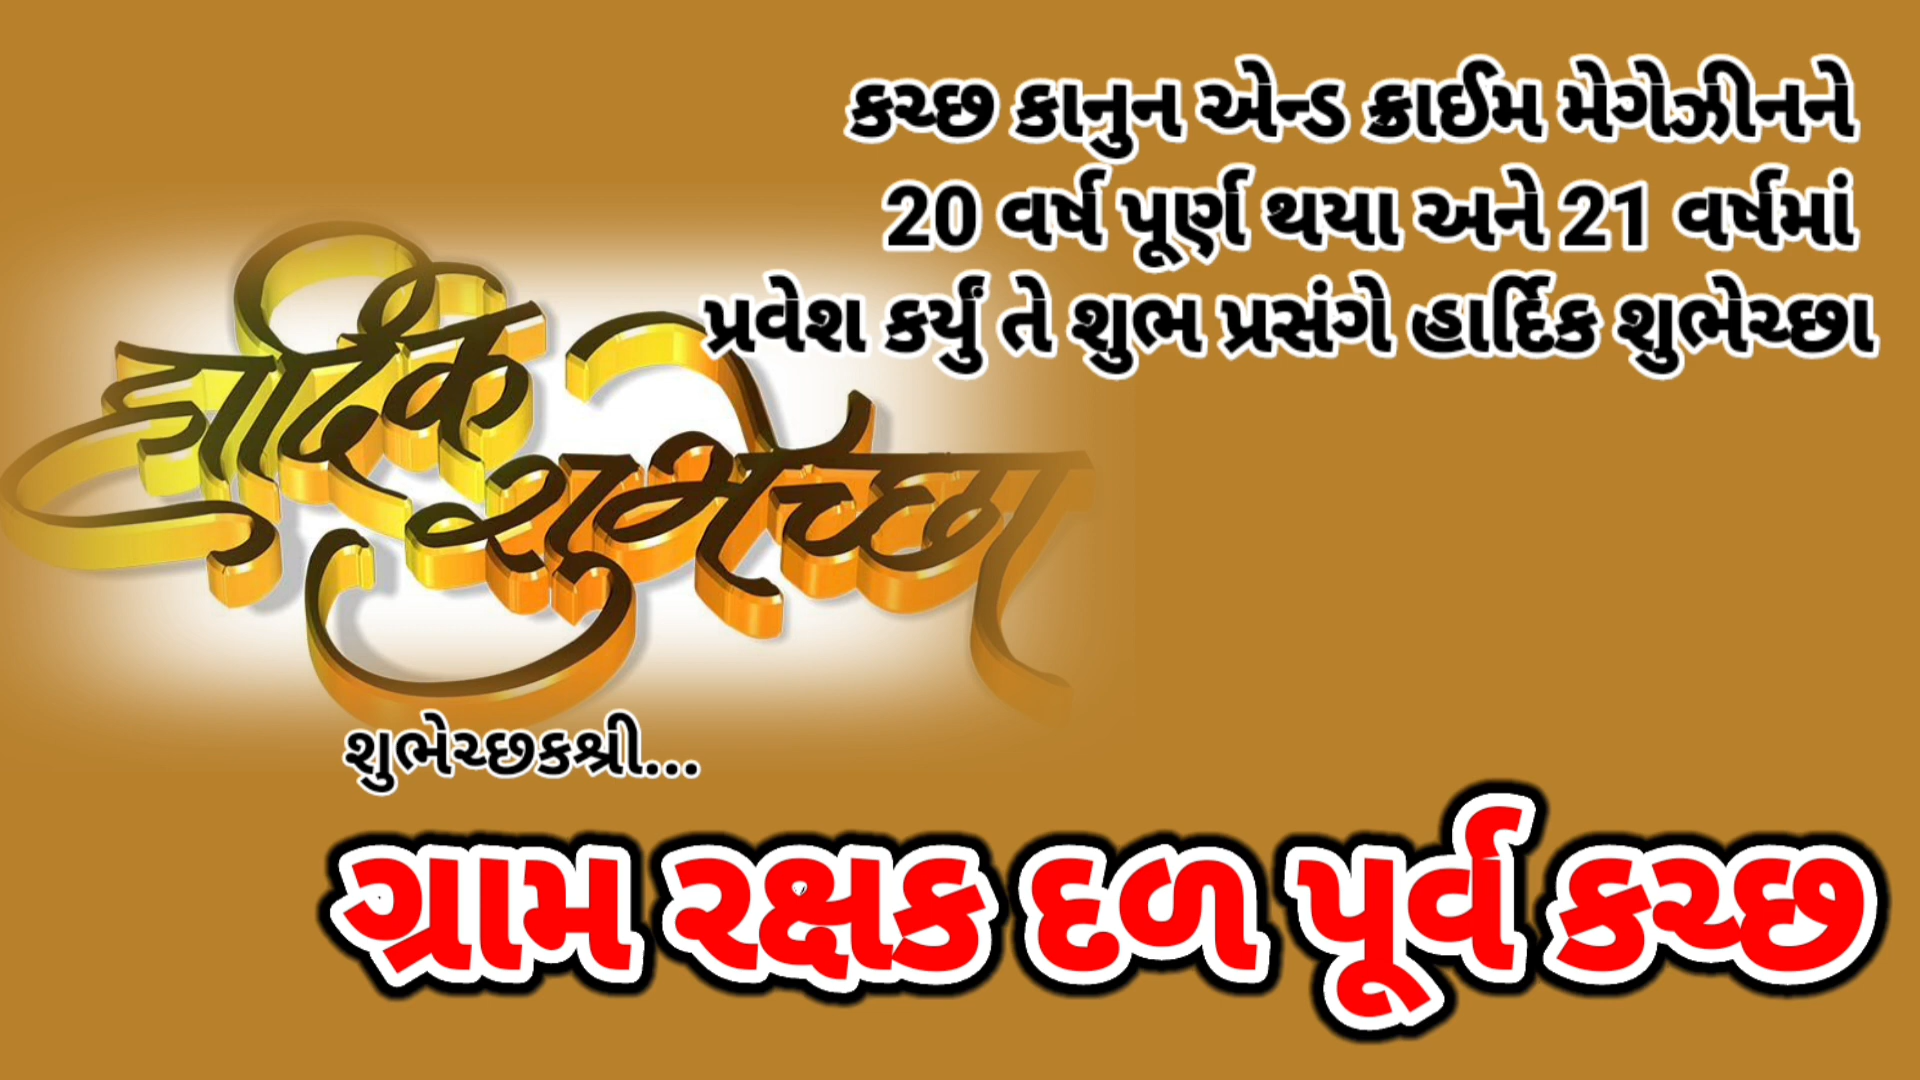 કચ્છ કાનુન એન્ડ ક્રાઈમ મેગેઝીનને
20 વર્ષ પૂર્ણ થયા અને 21 વર્ષમાં
પ્રવેશ કર્યું તે શુભ પ્રસંગે હાર્દિક શુભેચ્છા
हार्दिक
शुभेच्छा
શુભેચ્છકશ્રી...
ગ્રામ રક્ષક દળ પૂર્વ કચ્છ